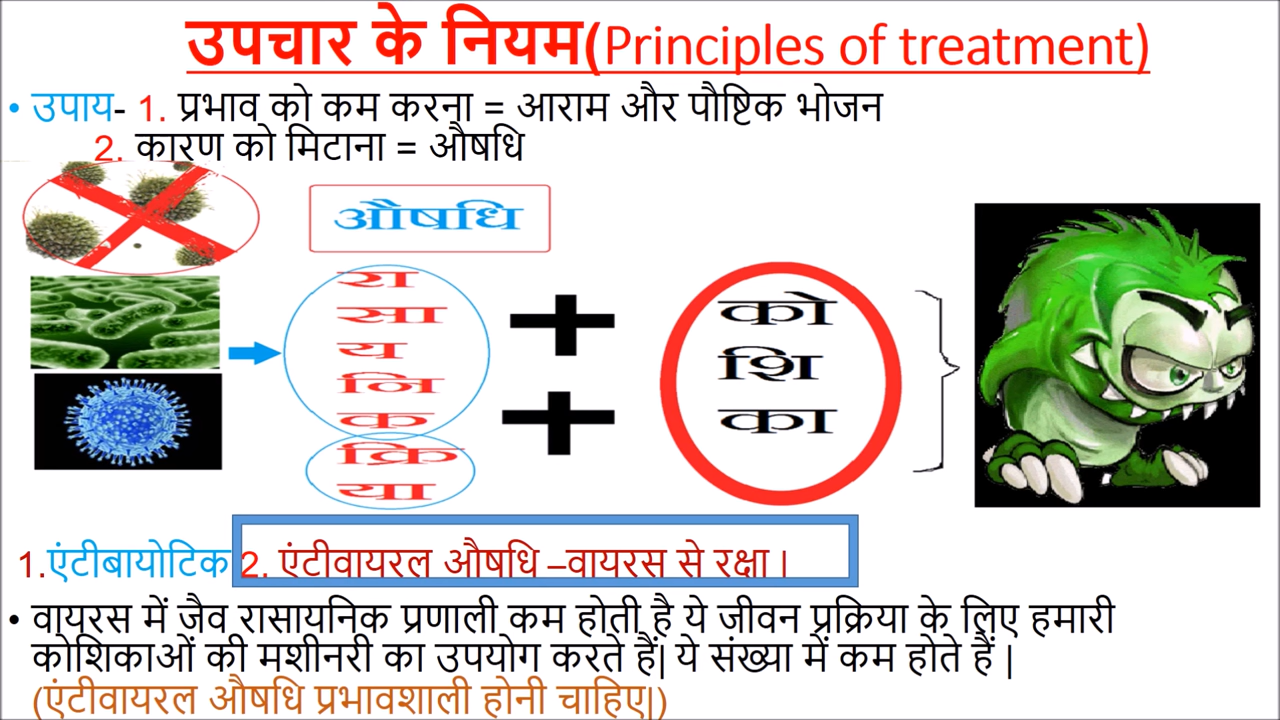 उपचार के नियम(Principles of treatment)
• उपाय- 1. प्रभाव को कम करना = आराम और पौष्टिक भोजन
2. कारण को मिटाना = औषधि
औषधि
रा
सा
य
नि
क
क्रि
या
+
+
को
शि
का
1.एंटीबायोटिक 2. एंटीवायरल औषधि –वायरस से रक्षा |
• वायरस में जैव रासायनिक प्रणाली कम होती है ये जीवन प्रक्रिया के लिए हमारी
कोशिकाओं की मशीनरी का उपयोग करते हैं| ये संख्या में कम होते हैं |
(एंटीवायरल औषधि प्रभावशाली होनी चाहिए|)